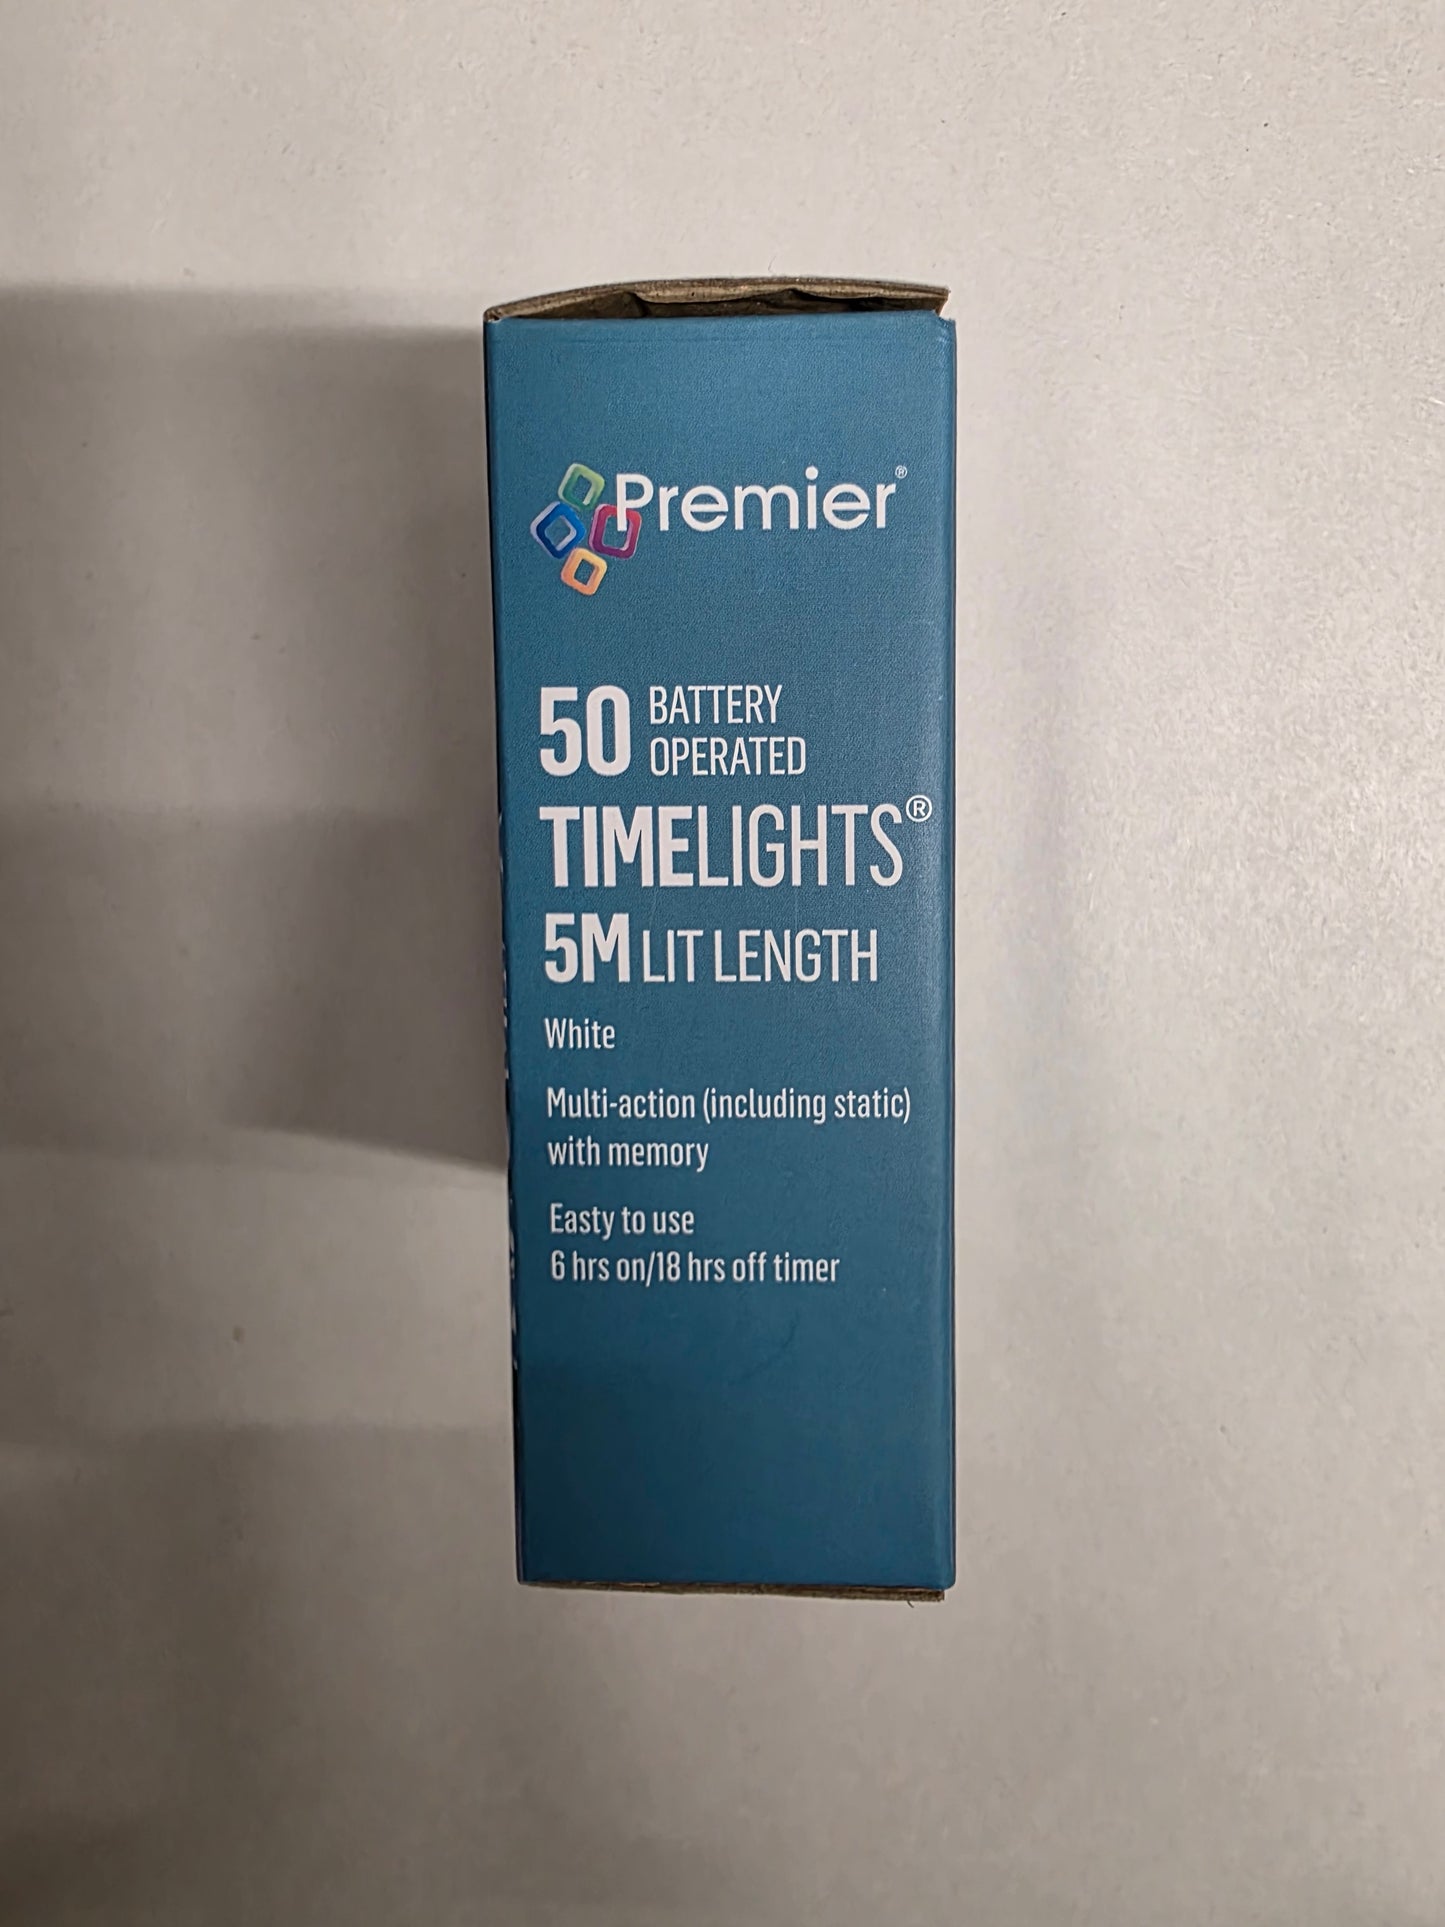 Premier®
50 BATTERY
OPERATED
TIMELIGHTS®
5M LIT LENGTH
White
Multi-action (including static)
with memory
Easty to use
6 hrs on/18 hrs off timer